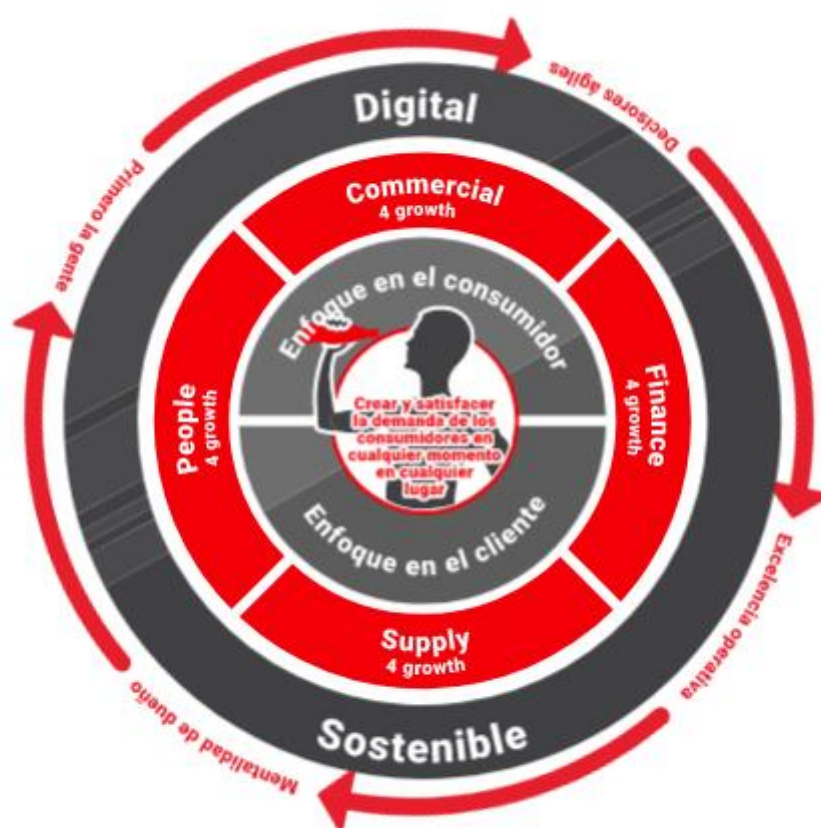 Decisores ágiles
Digital
Primero la gente
Commercial
4 growth
Enfoque en el consumidor
People
4 growth
Finance
4 growth
Crear y satisfacer
la demanda de los
consumidores en
cualquier momento
en cualquier
lugar
Enfoque en el cliente
Supply
4 growth
Excelencia operativa
Sostenible
Mentalidad de dueño